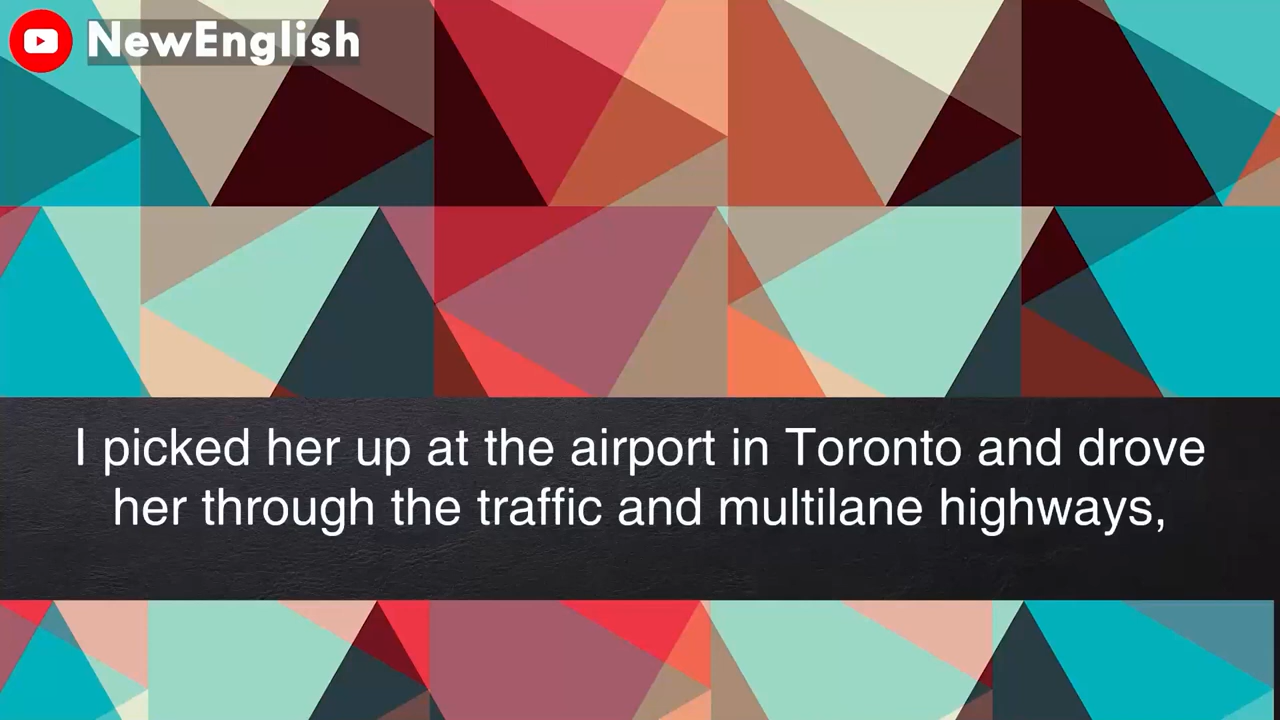 NewEnglish
I picked her up at the airport in Toronto and drove
her through the traffic and multilane highways,